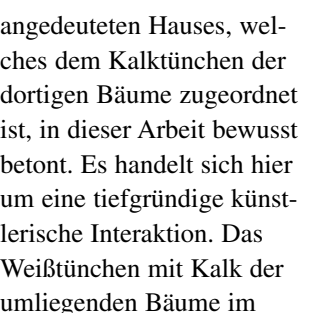 angedeuteten Hauses, wel-
ches dem Kalktünchen der
dortigen Bäume zugeordnet
ist, in dieser Arbeit bewusst
betont. Es handelt sich hier
um eine tiefgründige künst-
lerische Interaktion. Das
Weißtünchen mit Kalk der
umliegenden Bäume im